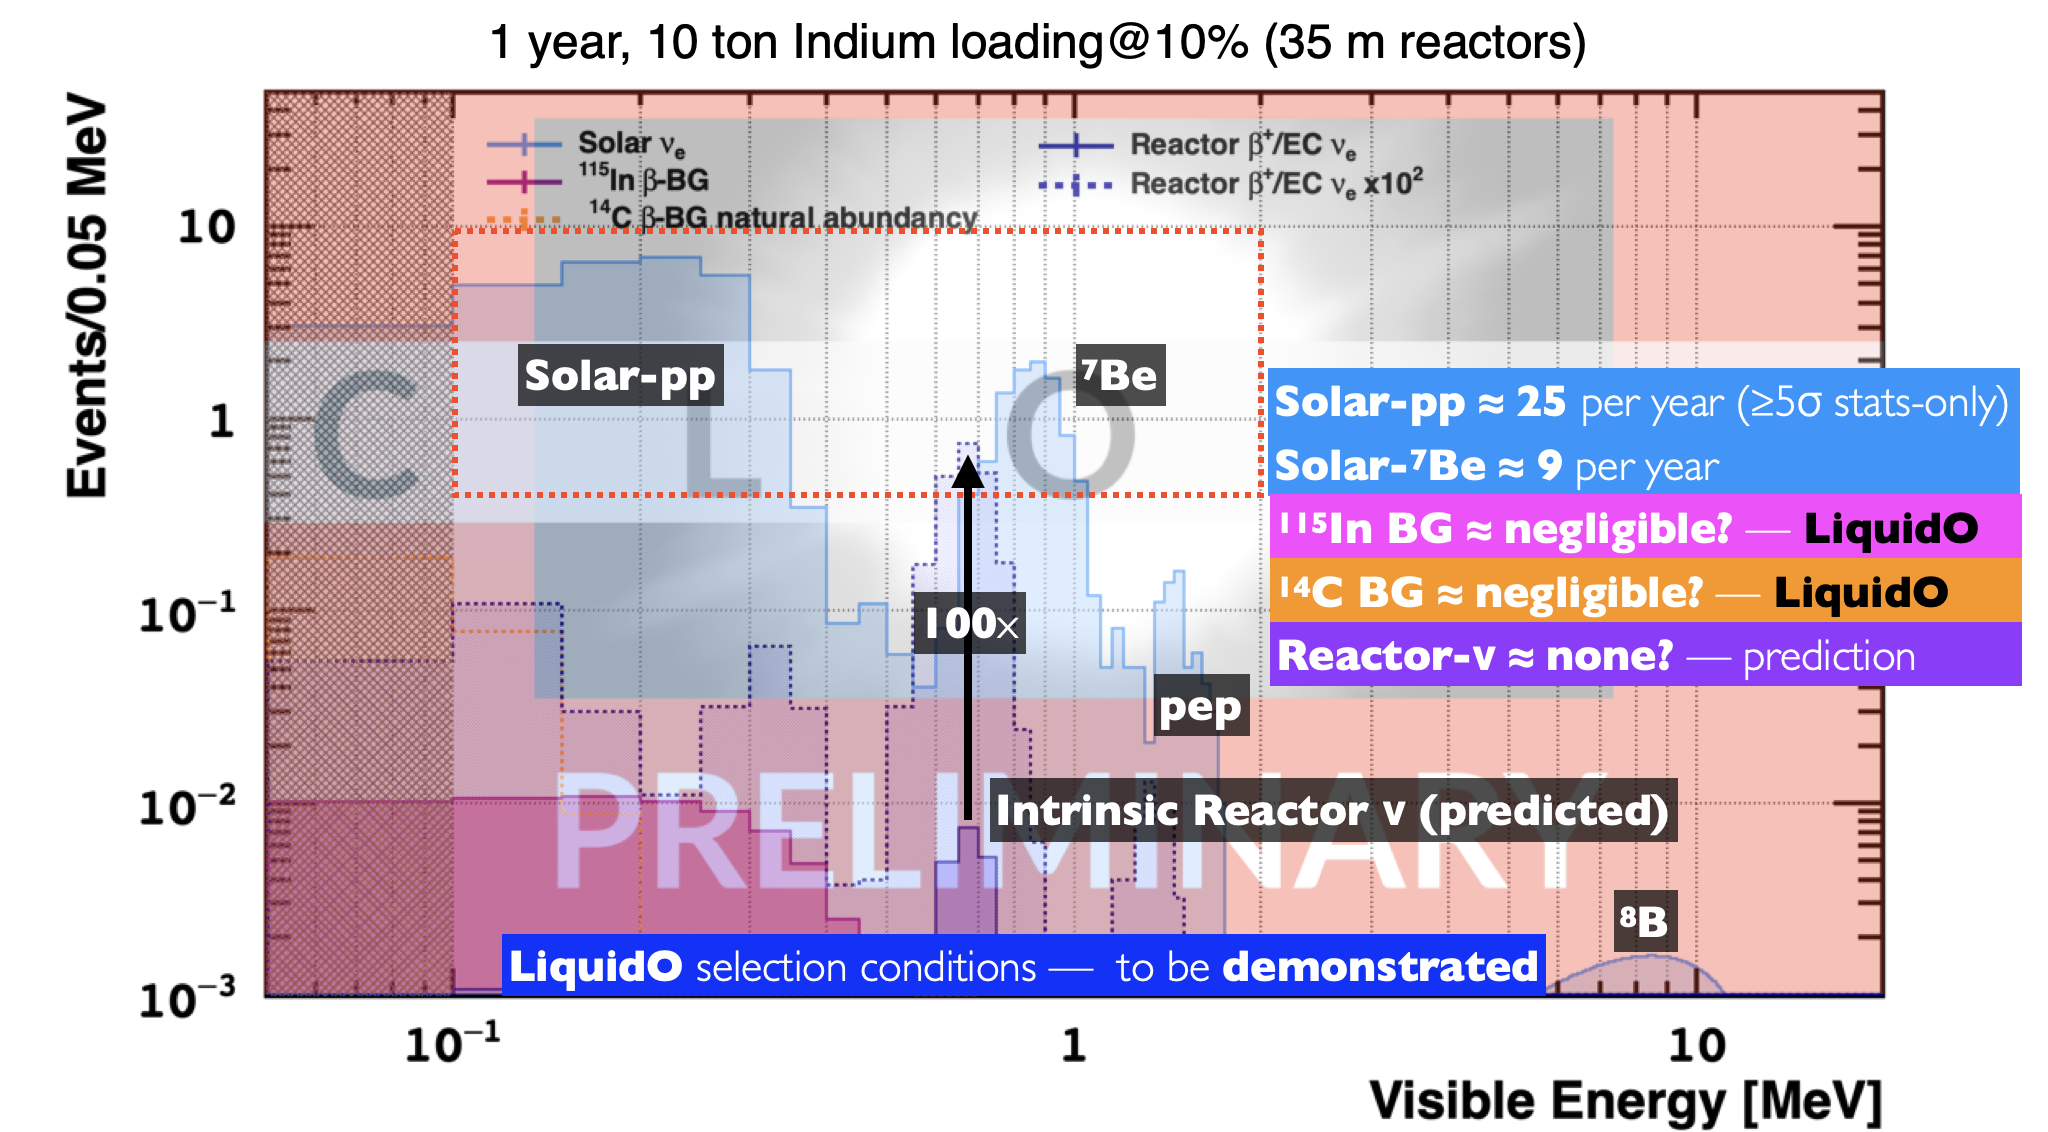 1 year, 10 ton Indium loading@10% (35 m reactors)
Events/0.05 MeV
Solar νe
¹¹⁵In β-BG
¹⁴C β-BG natural abundancy
Reactor β⁺/EC νe
Reactor β⁺/EC νe x10²
10
1
10⁻¹
10⁻²
10⁻³
C L O
Solar-pp
⁷Be
Solar-pp ≈ 25 per year (≥5σ stats-only)
Solar-⁷Be ≈ 9 per year
¹¹⁵In BG ≈ negligible? — LiquidO
¹⁴C BG ≈ negligible? — LiquidO
Reactor-ν ≈ none? — prediction
100x
pep
Intrinsic Reactor ν (predicted)
PRELIMINARY
⁸B
LiquidO selection conditions — to be demonstrated
10⁻¹
1
10
Visible Energy [MeV]